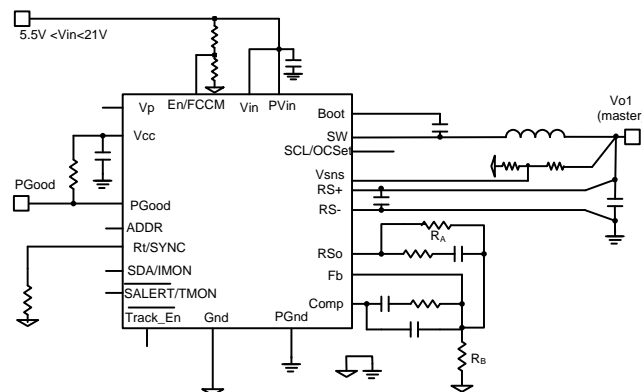 5.5V <Vin<21V
Vp
En/FCCM
Vin
PVin
Boot
Vcc
SW
SCL/OCSet
Vo1
(master
Vsns
RS+
PGood
PGood
RS-
ADDR
Rt/SYNC
RSo
RA
SDA/IMON
Fb
SALERT/TMON
Comp
Track_En
Gnd
PGnd
RB